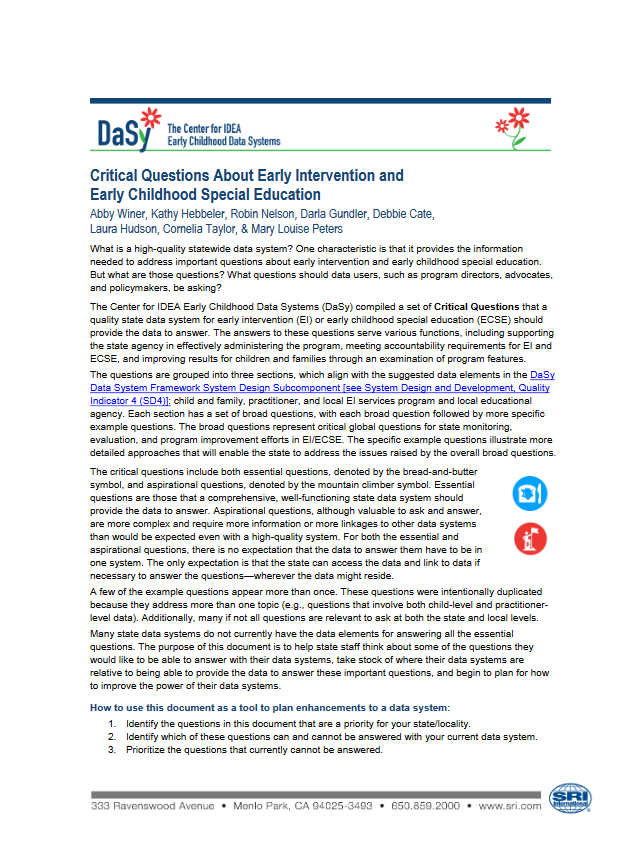 DaSy
The Center for IDEA
Early Childhood Data Systems
Critical Questions About Early Intervention and
Early Childhood Special Education
Abby Winer, Kathy Hebbeler, Robin Nelson, Darla Gundler, Debbie Cate,
Laura Hudson, Cornelia Taylor, & Mary Louise Peters
What is a high-quality statewide data system? One characteristic is that it provides the information
needed to address important questions about early intervention and early childhood special education.
But what are those questions? What questions should data users, such as program directors, advocates,
and policymakers, be asking?
The Center for IDEA Early Childhood Data Systems (DaSy) compiled a set of Critical Questions that a
quality state data system for early intervention (EI) or early childhood special education (ECSE) should
provide the data to answer. The answers to these questions serve various functions, including supporting
the state agency in effectively administering the program, meeting accountability requirements for EI and
ECSE, and improving results for children and families through an examination of program features.
The questions are grouped into three sections, which align with the suggested data elements in the DaSy
Data System Framework System Design Subcomponent [see System Design and Development, Quality
Indicator 4 (SD4)]: child and family, practitioner, and local EI services program and local educational
agency. Each section has a set of broad questions, with each broad question followed by more specific
example questions. The broad questions represent critical global questions for state monitoring,
evaluation, and program improvement efforts in EI/ECSE. The specific example questions illustrate more
detailed approaches that will enable the state to address the issues raised by the overall broad questions.
The critical questions include both essential questions, denoted by the bread-and-butter
symbol, and aspirational questions, denoted by the mountain climber symbol. Essential
questions are those that a comprehensive, well-functioning state data system should
provide the data to answer. Aspirational questions, although valuable to ask and answer,
are more complex and require more information or more linkages to other data systems
than would be expected even with a high-quality system. For both the essential and
aspirational questions, there is no expectation that the data to answer them have to be in
one system. The only expectation is that the state can access the data and link to data if
necessary to answer the questions—wherever the data might reside.
A few of the example questions appear more than once. These questions were intentionally duplicated
because they address more than one topic (e.g., questions that involve both child-level and practitioner-
level data). Additionally, many if not all questions are relevant to ask at both the state and local levels.
Many state data systems do not currently have the data elements for answering all the essential
questions. The purpose of this document is to help state staff think about some of the questions they
would like to be able to answer with their data systems, take stock of where their data systems are
relative to being able to provide the data to answer these important questions, and begin to plan for how
to improve the power of their data systems.
How to use this document as a tool to plan enhancements to a data system:
1. Identify the questions in this document that are a priority for your state/locality.
2. Identify which of these questions can and cannot be answered with your current data system.
3. Prioritize the questions that currently cannot be answered.
333 Ravenswood Avenue • Menlo Park, CA 94025-3493 • 650.859.2000 • www.sri.com
SRI
International